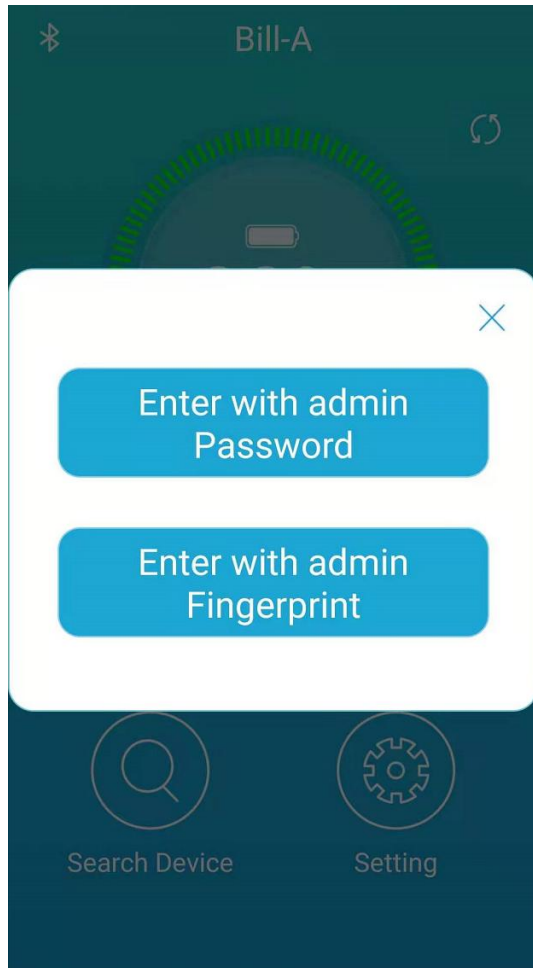 Bill-A
Enter with admin
Password
Enter with admin
Fingerprint
Search Device
Setting